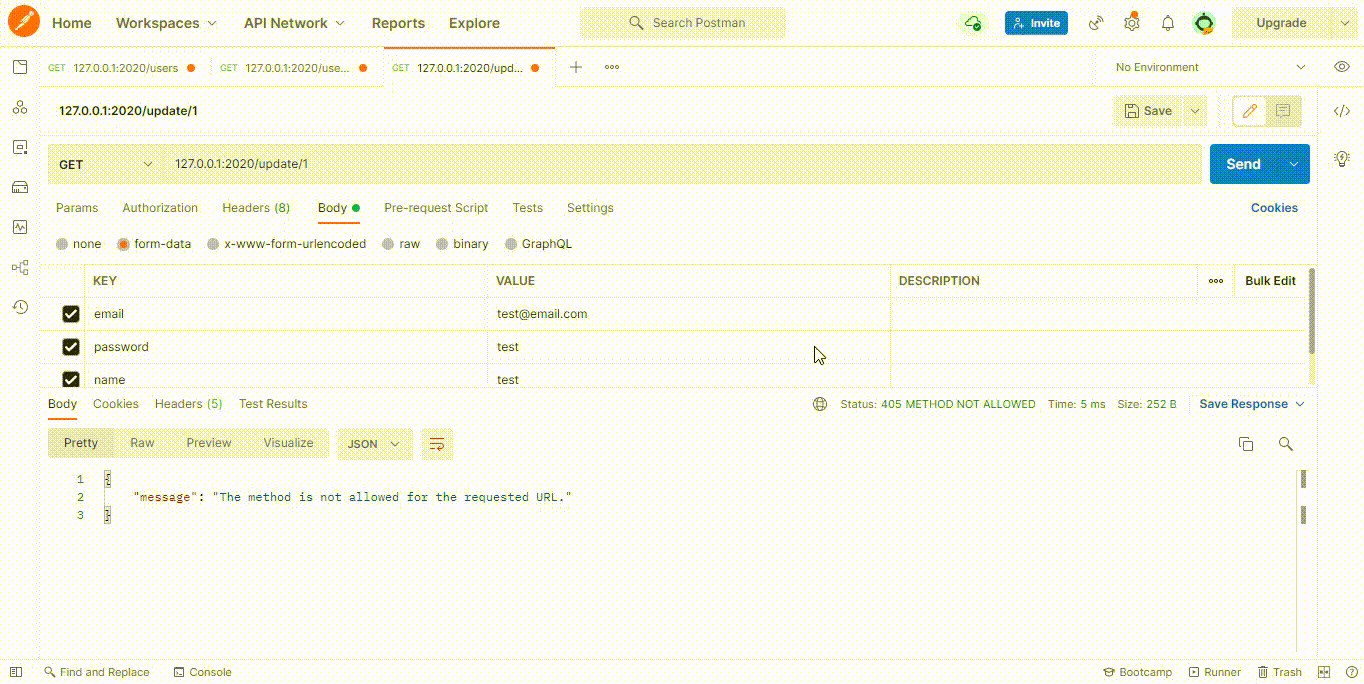 Home Workspaces API Network Reports Explore Search Postman Invite Upgrade
GET 127.0.0.1:2020/users GET 127.0.0.1:2020/use... GET 127.0.0.1:2020/upd... No Environment
127.0.0.1:2020/update/1 Save
GET 127.0.0.1:2020/update/1 Send
Params Authorization Headers (8) Body Pre-request Script Tests Settings Cookies
none form-data x-www-form-urlencoded raw binary GraphQL
KEY VALUE DESCRIPTION Bulk Edit
email test@email.com
password test
name test
Body Cookies Headers (5) Test Results Status: 405 METHOD NOT ALLOWED Time: 5 ms Size: 252 B Save Response
Pretty Raw Preview Visualize JSON
1 {
2 "message": "The method is not allowed for the requested URL."
3 }
Find and Replace Console Bootcamp Runner Trash